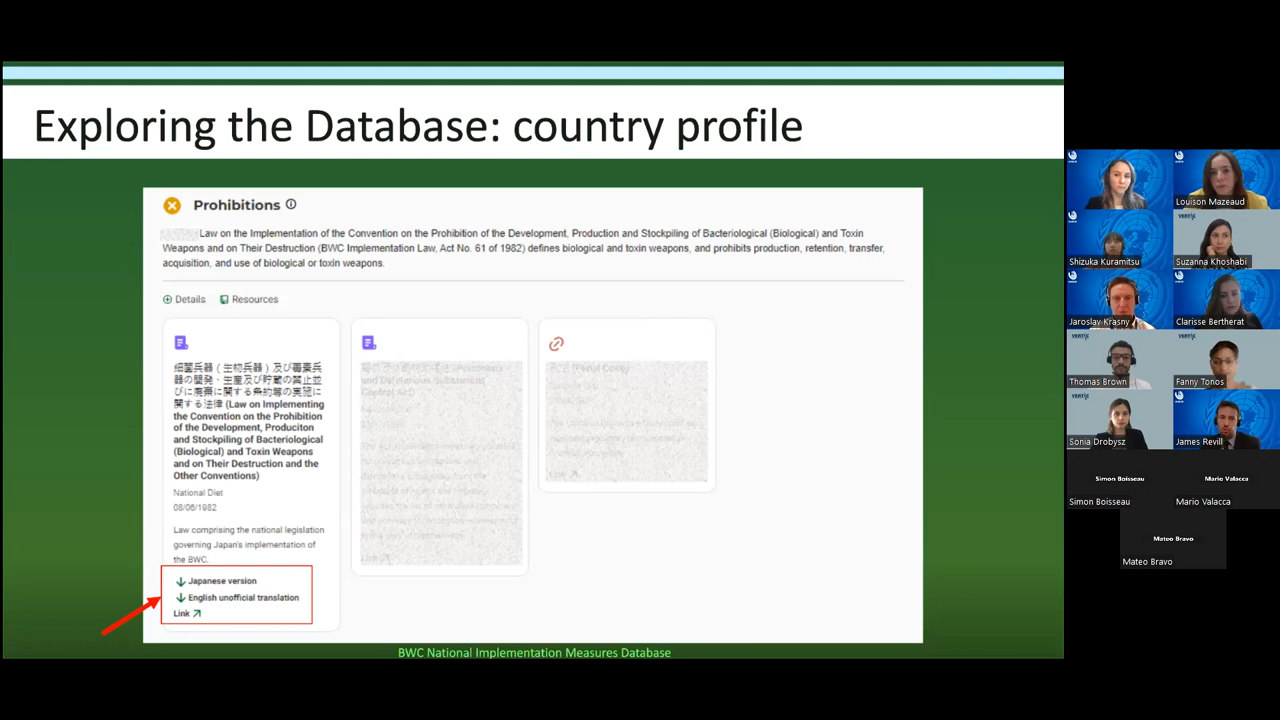 Exploring the Database: country profile
Prohibitions
Law on the Implementation of the Convention on the Prohibition of the Development, Production and Stockpiling of Bacteriological (Biological) and Toxin
Weapons and on Their Destruction (BWC Implementation Law, Act No. 61 of 1982) defines biological and toxin weapons, and prohibits production, retention, transfer,
acquisition, and use of biological or toxin weapons.
Details Resources
細菌兵器（生物兵器）及び毒素兵
器の開発、生産及び貯蔵の禁止並
びに廃棄に関する条約等の実施に
関する法律 (Law on Implementing
the Convention on the Prohibition
of the Development, Produciton
and Stockpiling of Bacteriological
(Biological) and Toxin Weapons
and on Their Destruction and the
Other Conventions)
National Diet
08/06/1982
Law comprising the national legislation
governing Japan's implementation of
the BWC.
Japanese version
English unofficial translation
Link
(Penal Code)
BWC National Implementation Measures Database
Louison Mazeaud
VERTIC
Shizuka Kuramitsu
Suzanna Khoshabi
Jaroslav Krasny
Clarisse Bertherat
VERTIC
VERTIC
Thomas Brown
Fanny Tonos
VERTIC
Sonia Drobysz
James Revill
Simon Boisseau
Mario Valacca
Simon Boisseau
Mario Valacca
Mateo Bravo
Mateo Bravo